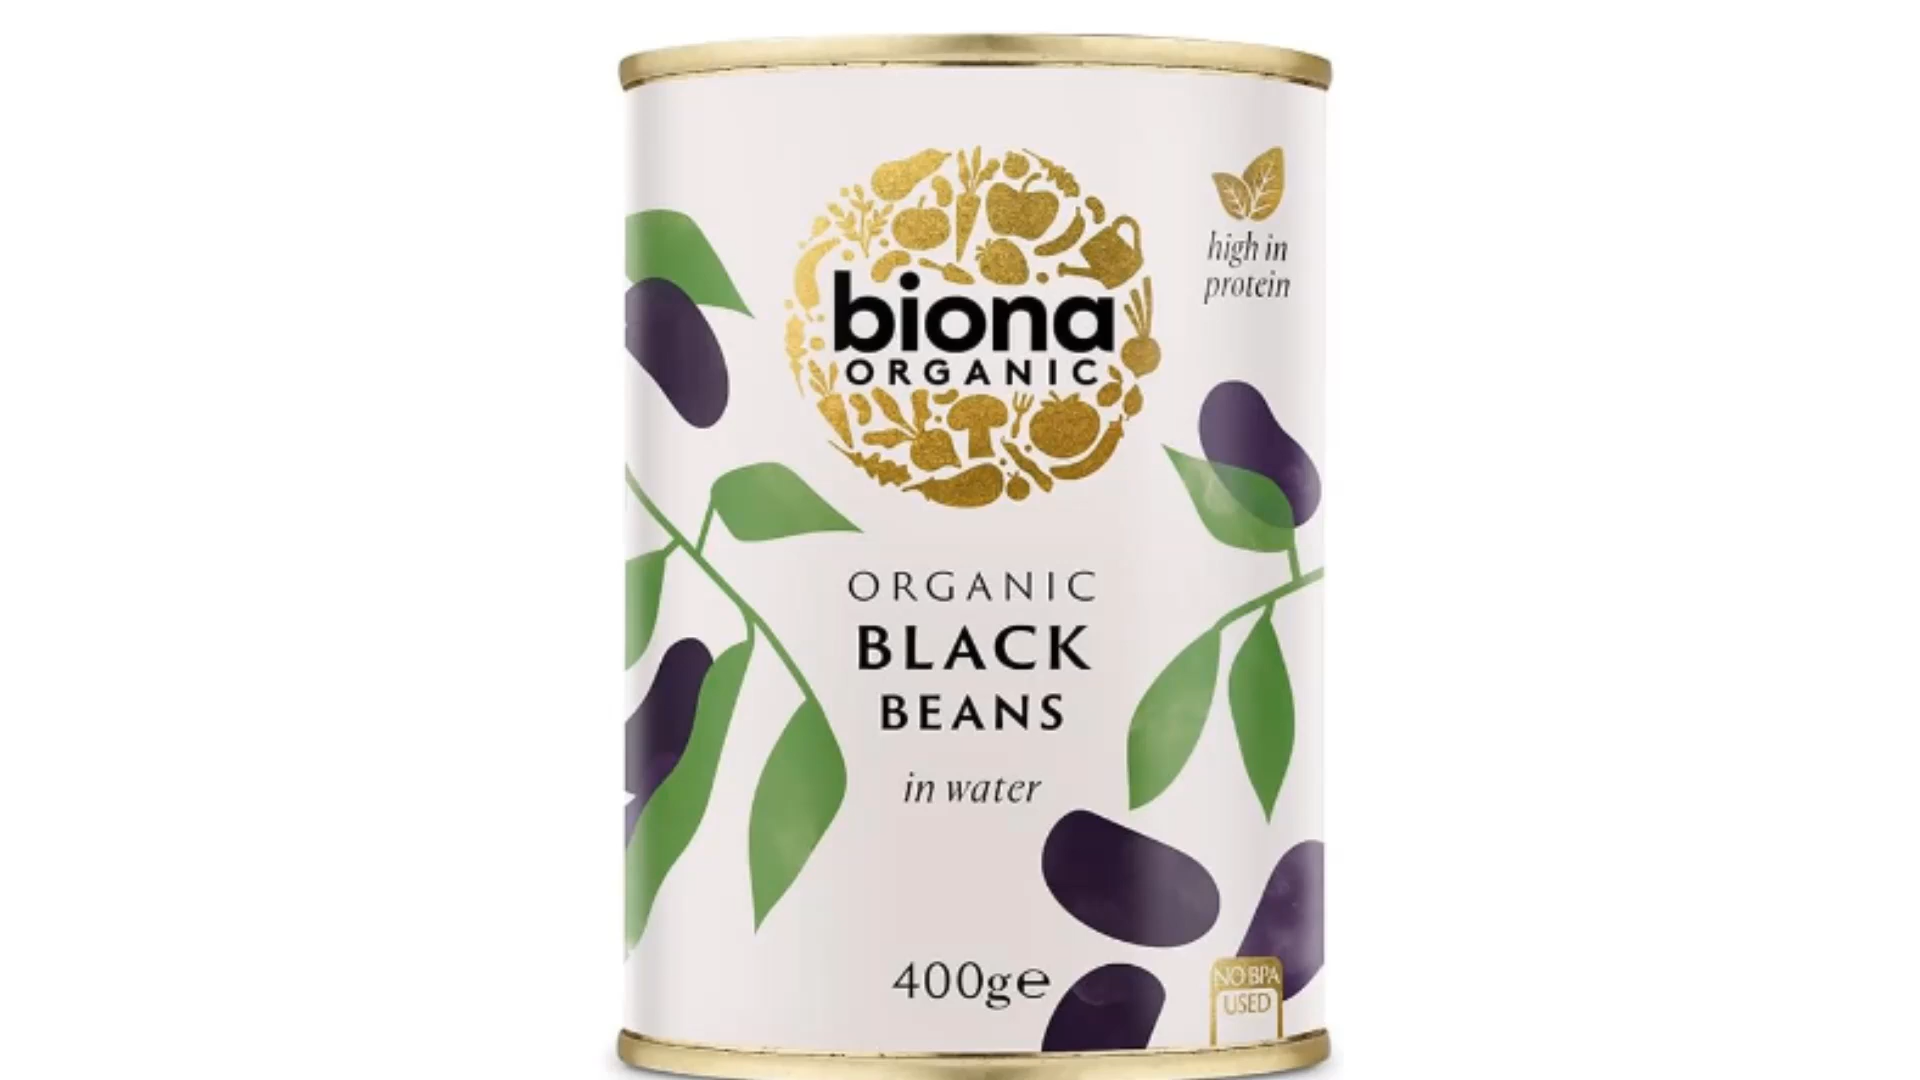 high in
protein
biona
ORGANIC
ORGANIC
BLACK
BEANS
in water
400g℮
NO BPA
USED